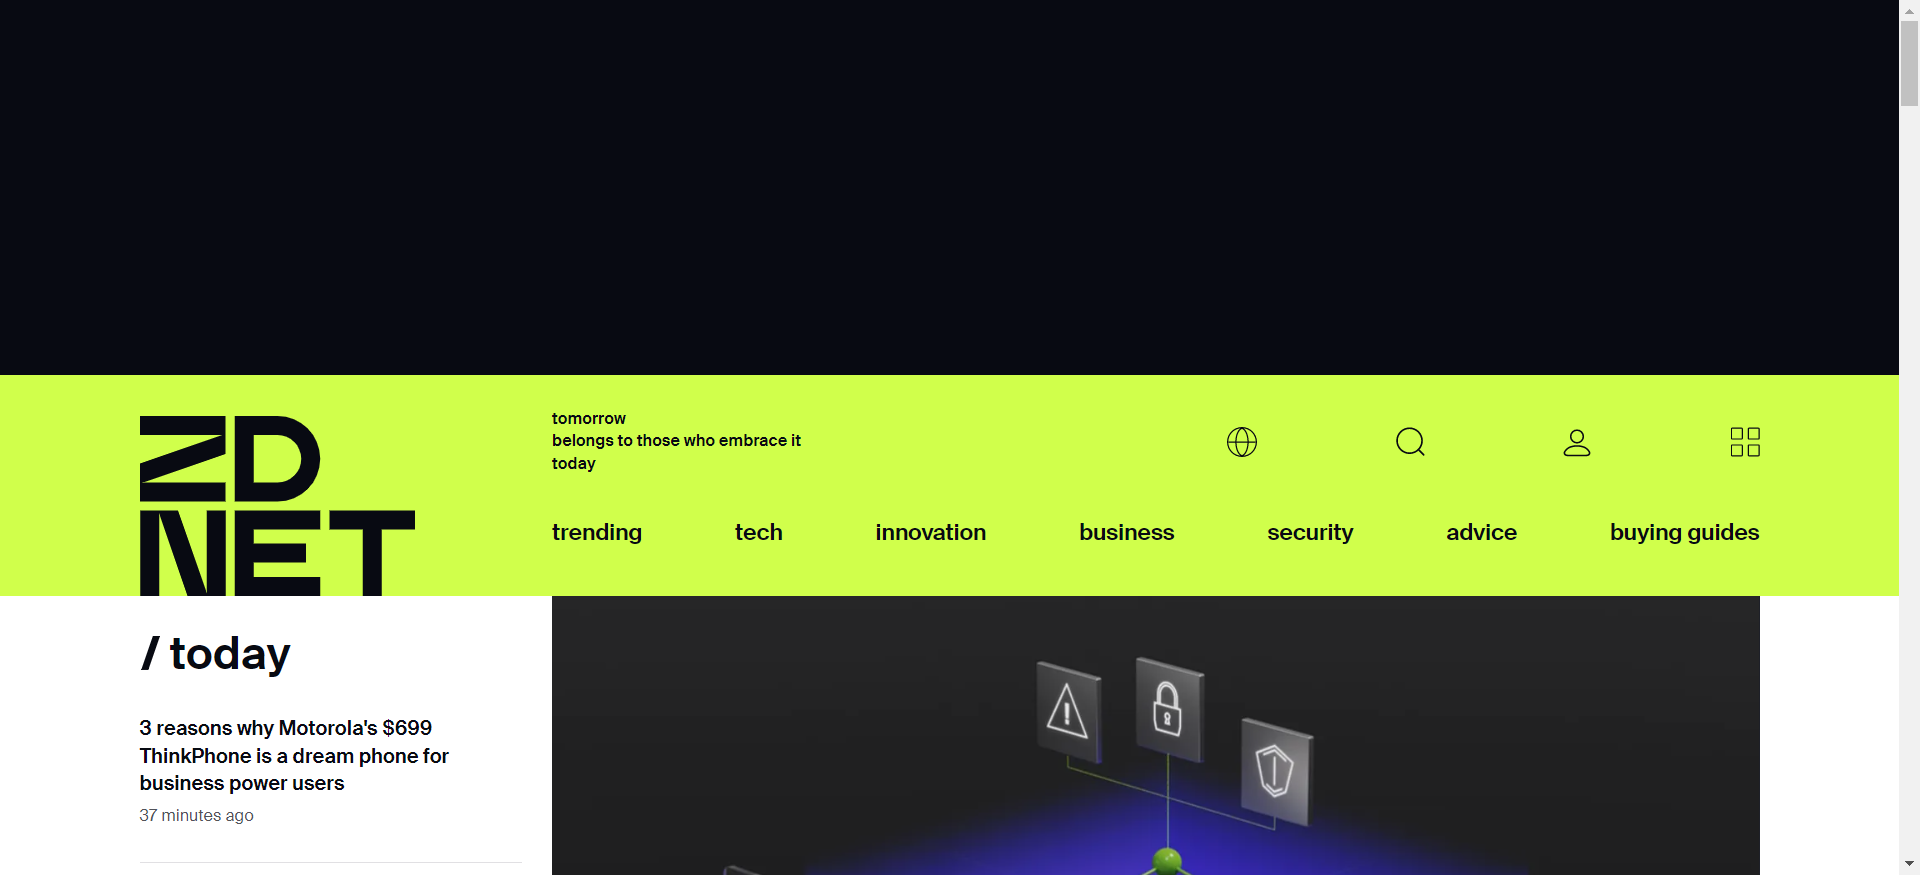 ZD
NET
tomorrow
belongs to those who embrace it
today
trending
tech
innovation
business
security
advice
buying guides
/ today
3 reasons why Motorola's $699
ThinkPhone is a dream phone for
business power users
37 minutes ago